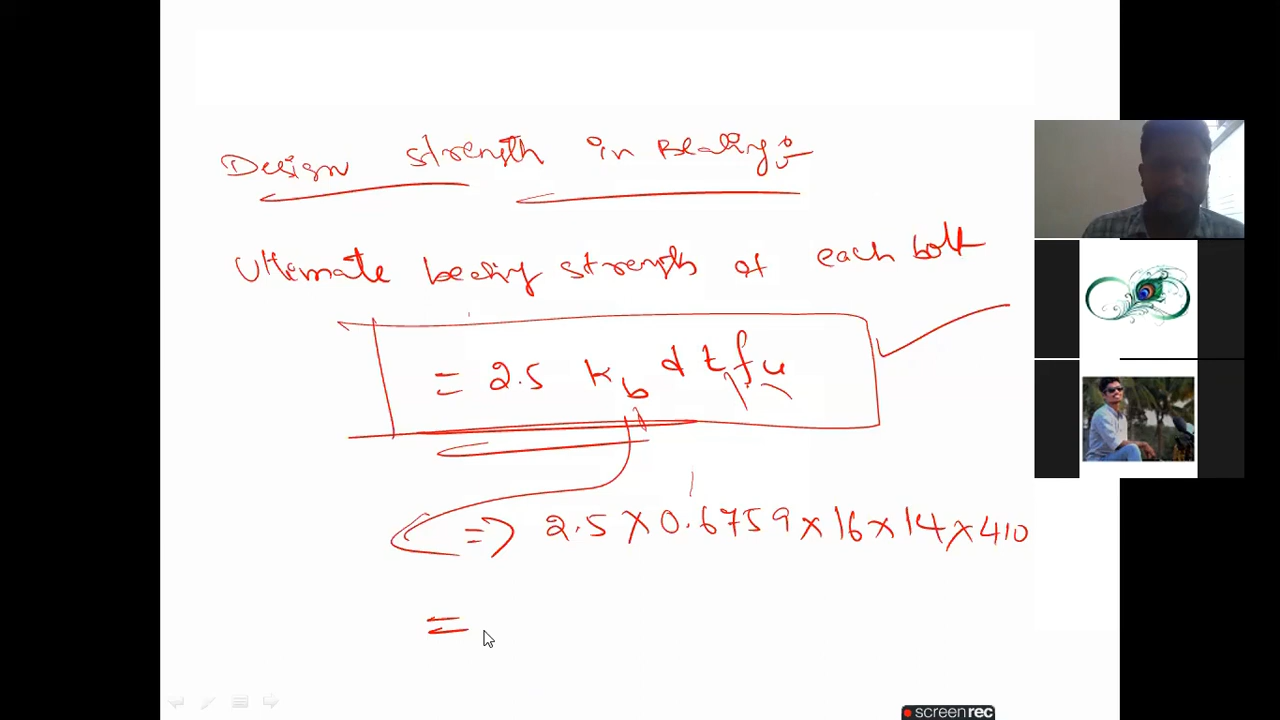 Design strength in Bearing:-
Ultimate bearing strength of each bolt
= 2.5 kb d t fu
=> 2.5 x 0.6759 x 16 x 14 x 410
=
screenrec